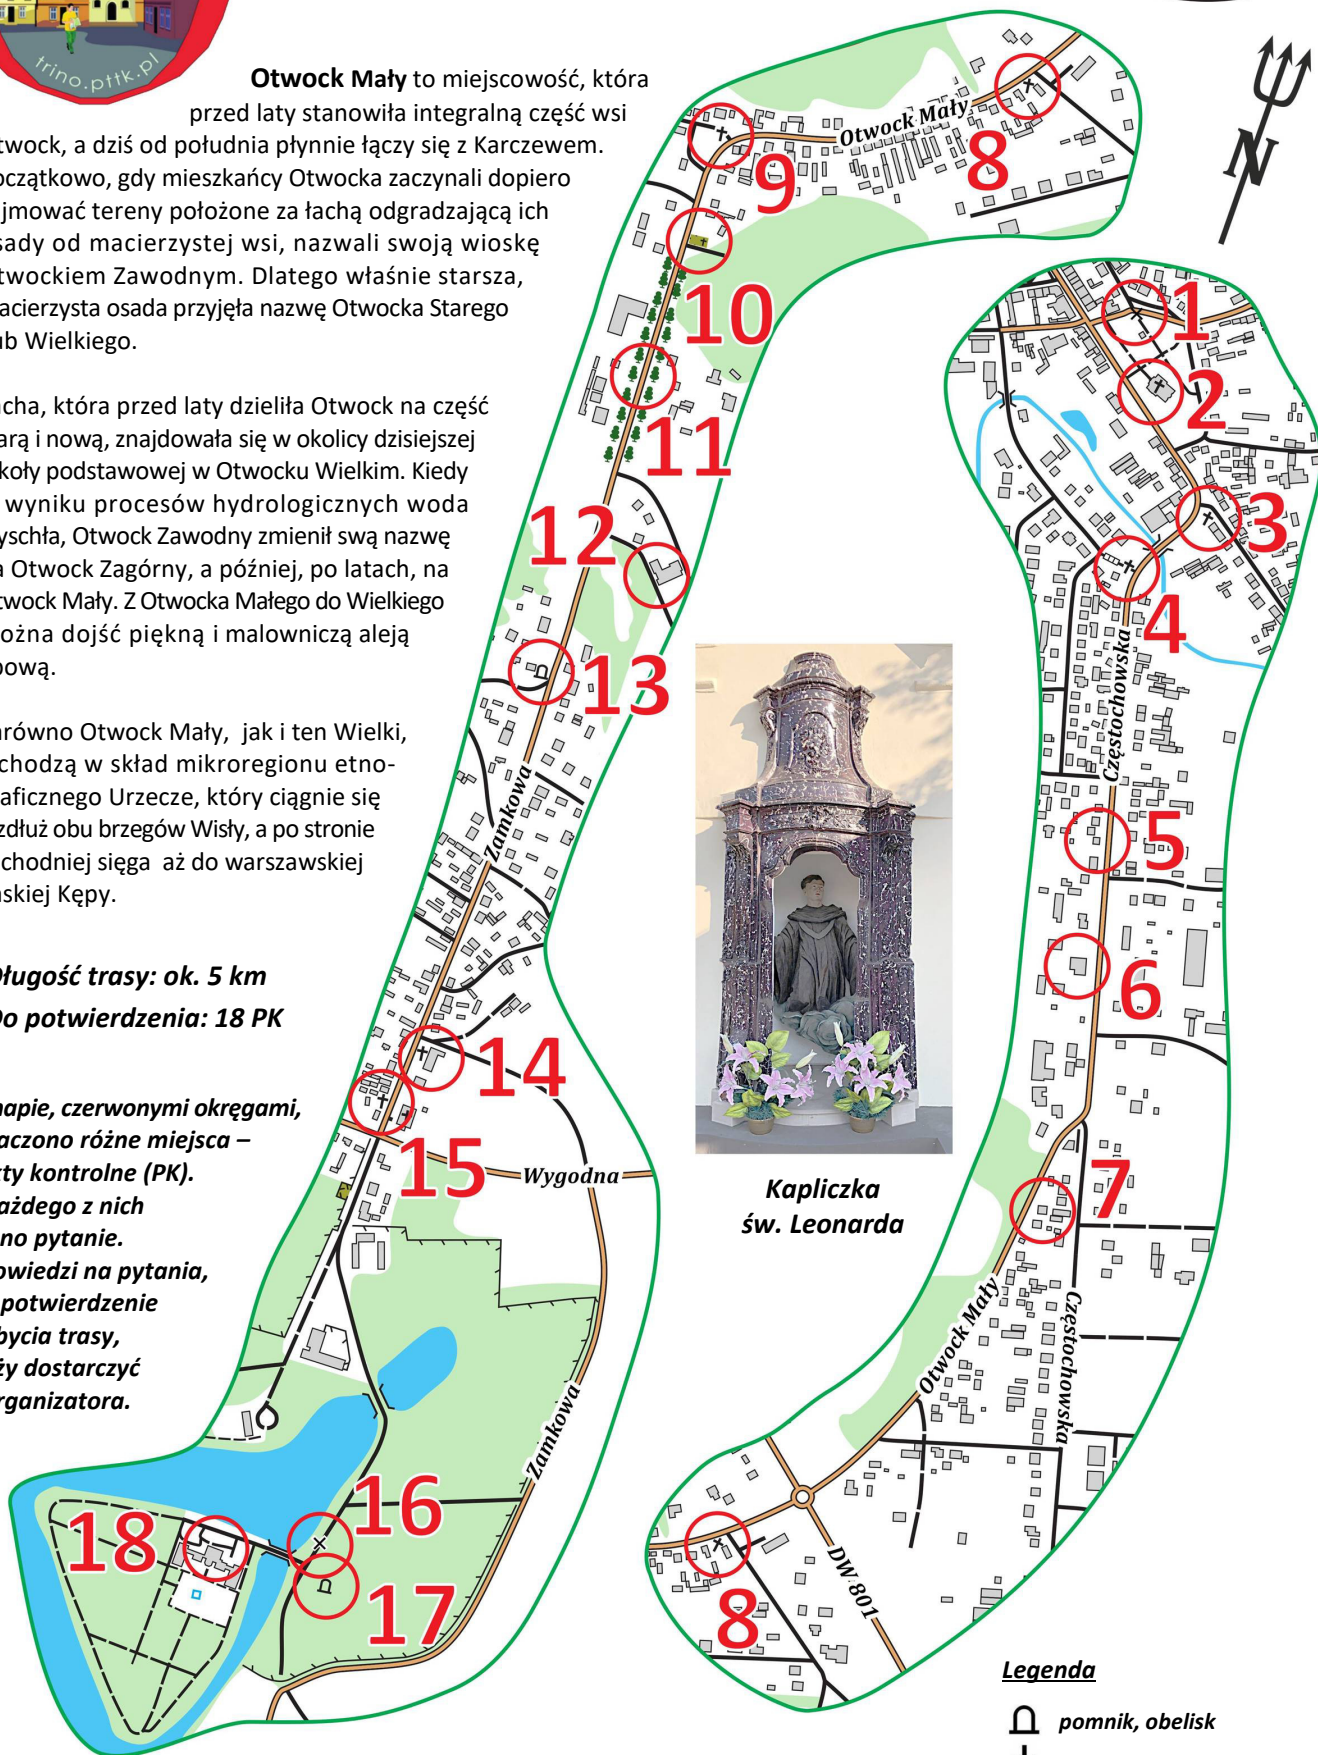 trino.pttk.pl
Otwock Mały to miejscowość, która
przed laty stanowiła integralną część wsi
twock, a dziś od południa płynnie łączy się z Karczewem.
oczątkowo, gdy mieszkańcy Otwocka zaczynali dopiero
jmować tereny położone za łachą odgradzającą ich
sady od macierzystej wsi, nazwali swoją wioskę
twockiem Zawodnym. Dlatego właśnie starsza,
acierzysta osada przyjęła nazwę Otwocka Starego
ub Wielkiego.
acha, która przed laty dzieliła Otwock na część
arą i nową, znajdowała się w okolicy dzisiejszej
koły podstawowej w Otwocku Wielkim. Kiedy
wyniku procesów hydrologicznych woda
yschła, Otwock Zawodny zmienił swą nazwę
a Otwock Zagórny, a później, po latach, na
twock Mały. Z Otwocka Małego do Wielkiego
ożna dojść piękną i malowniczą aleją
pową.
arówno Otwock Mały, jak i ten Wielki,
chodzą w skład mikroregionu etno-
aficznego Urzecze, który ciągnie się
zdłuż obu brzegów Wisły, a po stronie
chodniej sięga aż do warszawskiej
skiej Kępy.
ługość trasy: ok. 5 km
o potwierdzenia: 18 PK
apie, czerwonymi okręgami,
aczono różne miejsca –
kty kontrolne (PK).
ażdego z nich
no pytanie.
owiedzi na pytania,
potwierdzenie
bycia trasy,
ży dostarczyć
rganizatora.
Otwock Mały
8
9
10
11
12
13
Zamkowa
14
15
Wygodna
Zamkowa
16
17
18
Kapliczka
św. Leonarda
N
1
2
3
4
Częstochowska
5
6
7
Otwock Mały
Częstochowska
DW 801
8
Legenda
pomnik, obelisk